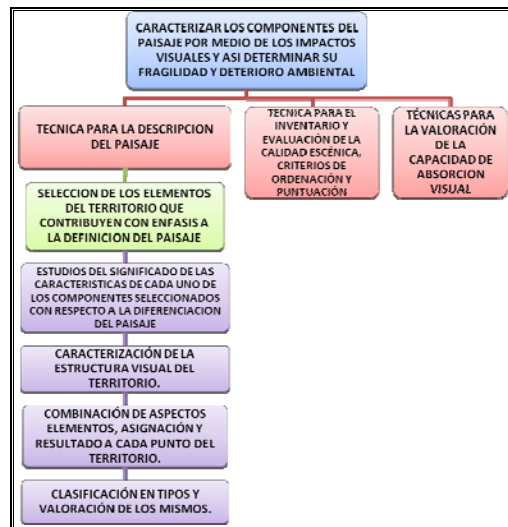 CARACTERIZAR LOS COMPONENTES DEL
PAISAJE POR MEDIO DE LOS IMPACTOS
VISUALES Y ASI DETERMINAR SU
FRAGILIDAD Y DETERIORO AMBIENTAL
TECNICA PARA LA DESCRIPCION
DEL PAISAJE
TECNICA PARA EL
INVENTARIO Y
EVALUACIÓN DE LA
CALIDAD ESCÉNICA,
CRITERIOS DE
ORDENACIÓN Y
PUNTUACIÓN
TÉCNICAS PARA
LA VALORACIÓN
DE LA
CAPACIDAD DE
ABSORCION
VISUAL
SELECCION DE LOS ELEMENTOS
DEL TERRITORIO QUE
CONTRIBUYEN CON ENFASIS A
LA DEFINICION DEL PAISAJE
ESTUDIOS DEL SIGNIFICADO DE LAS
CARACTERISTICAS DE CADA UNO DE
LOS COMPONENTES SELECCIONADOS
CON RESPECTO A LA DIFERENCIACION
DEL PAISAJE
CARACTERIZACIÓN DE LA
ESTRUCTURA VISUAL DEL
TERRITORIO.
COMBINACIÓN DE ASPECTOS
ELEMENTOS, ASIGNACIÓN Y
RESULTADO A CADA PUNTO DEL
TERRITORIO.
CLASIFICACIÓN EN TIPOS Y
VALORACIÓN DE LOS MISMOS.